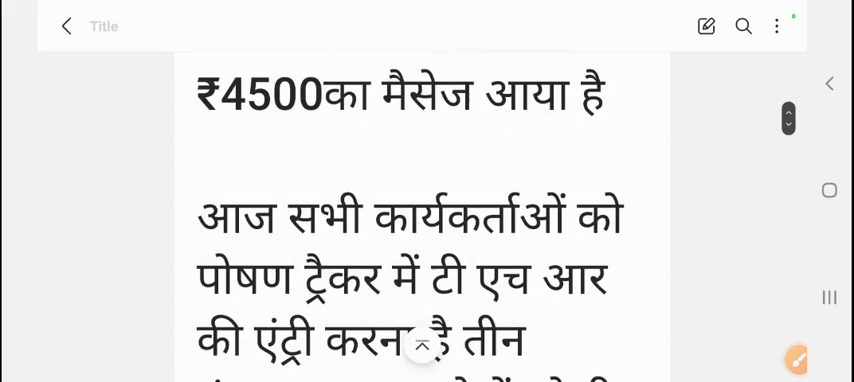 Title
₹4500का मैसेज आया है
आज सभी कार्यकर्ताओं को
पोषण ट्रैकर में टी एच आर
की एंट्री करना है तीन